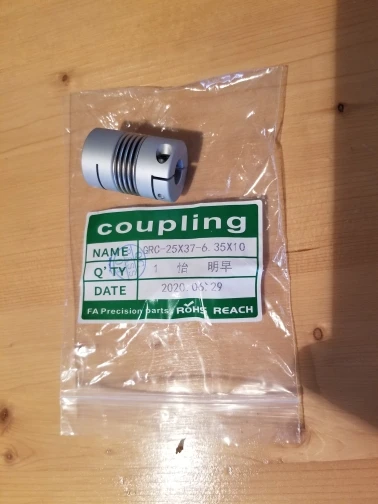 coupling
NAME GRC-25X37-6.35X10
Q'TY 1 怡 明早
DATE 2020.06.29
FA Precision parts ROHS REACH